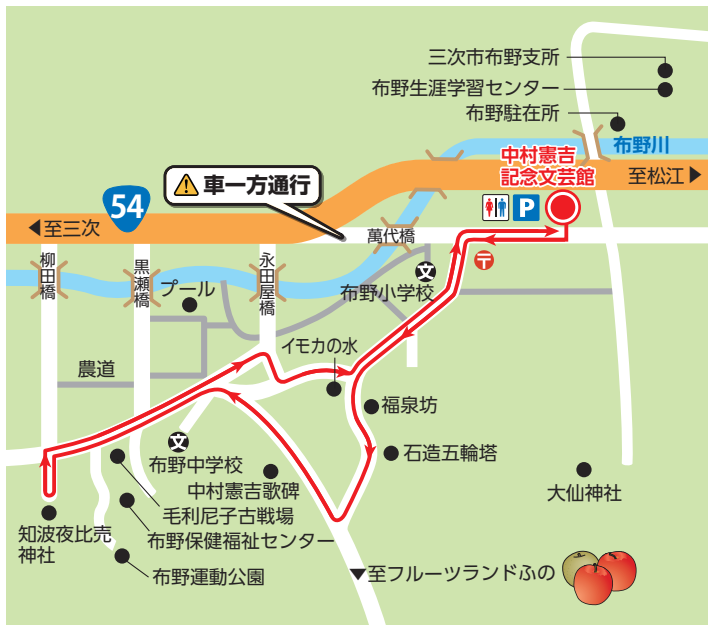 三次市布野支所
布野生涯学習センター
布野駐在所
布野川
中村憲吉
記念文芸館
至松江▶
⚠車一方通行
54
◀至三次
P
萬代橋
〒
柳田橋
黒瀬橋
永田屋橋
プール
文
布野小学校
イモカの水
農道
福泉坊
文
布野中学校
石造五輪塔
中村憲吉歌碑
毛利尼子古戦場
大仙神社
知波夜比売
神社
布野保健福祉センター
布野運動公園
▼至フルーツランドふの